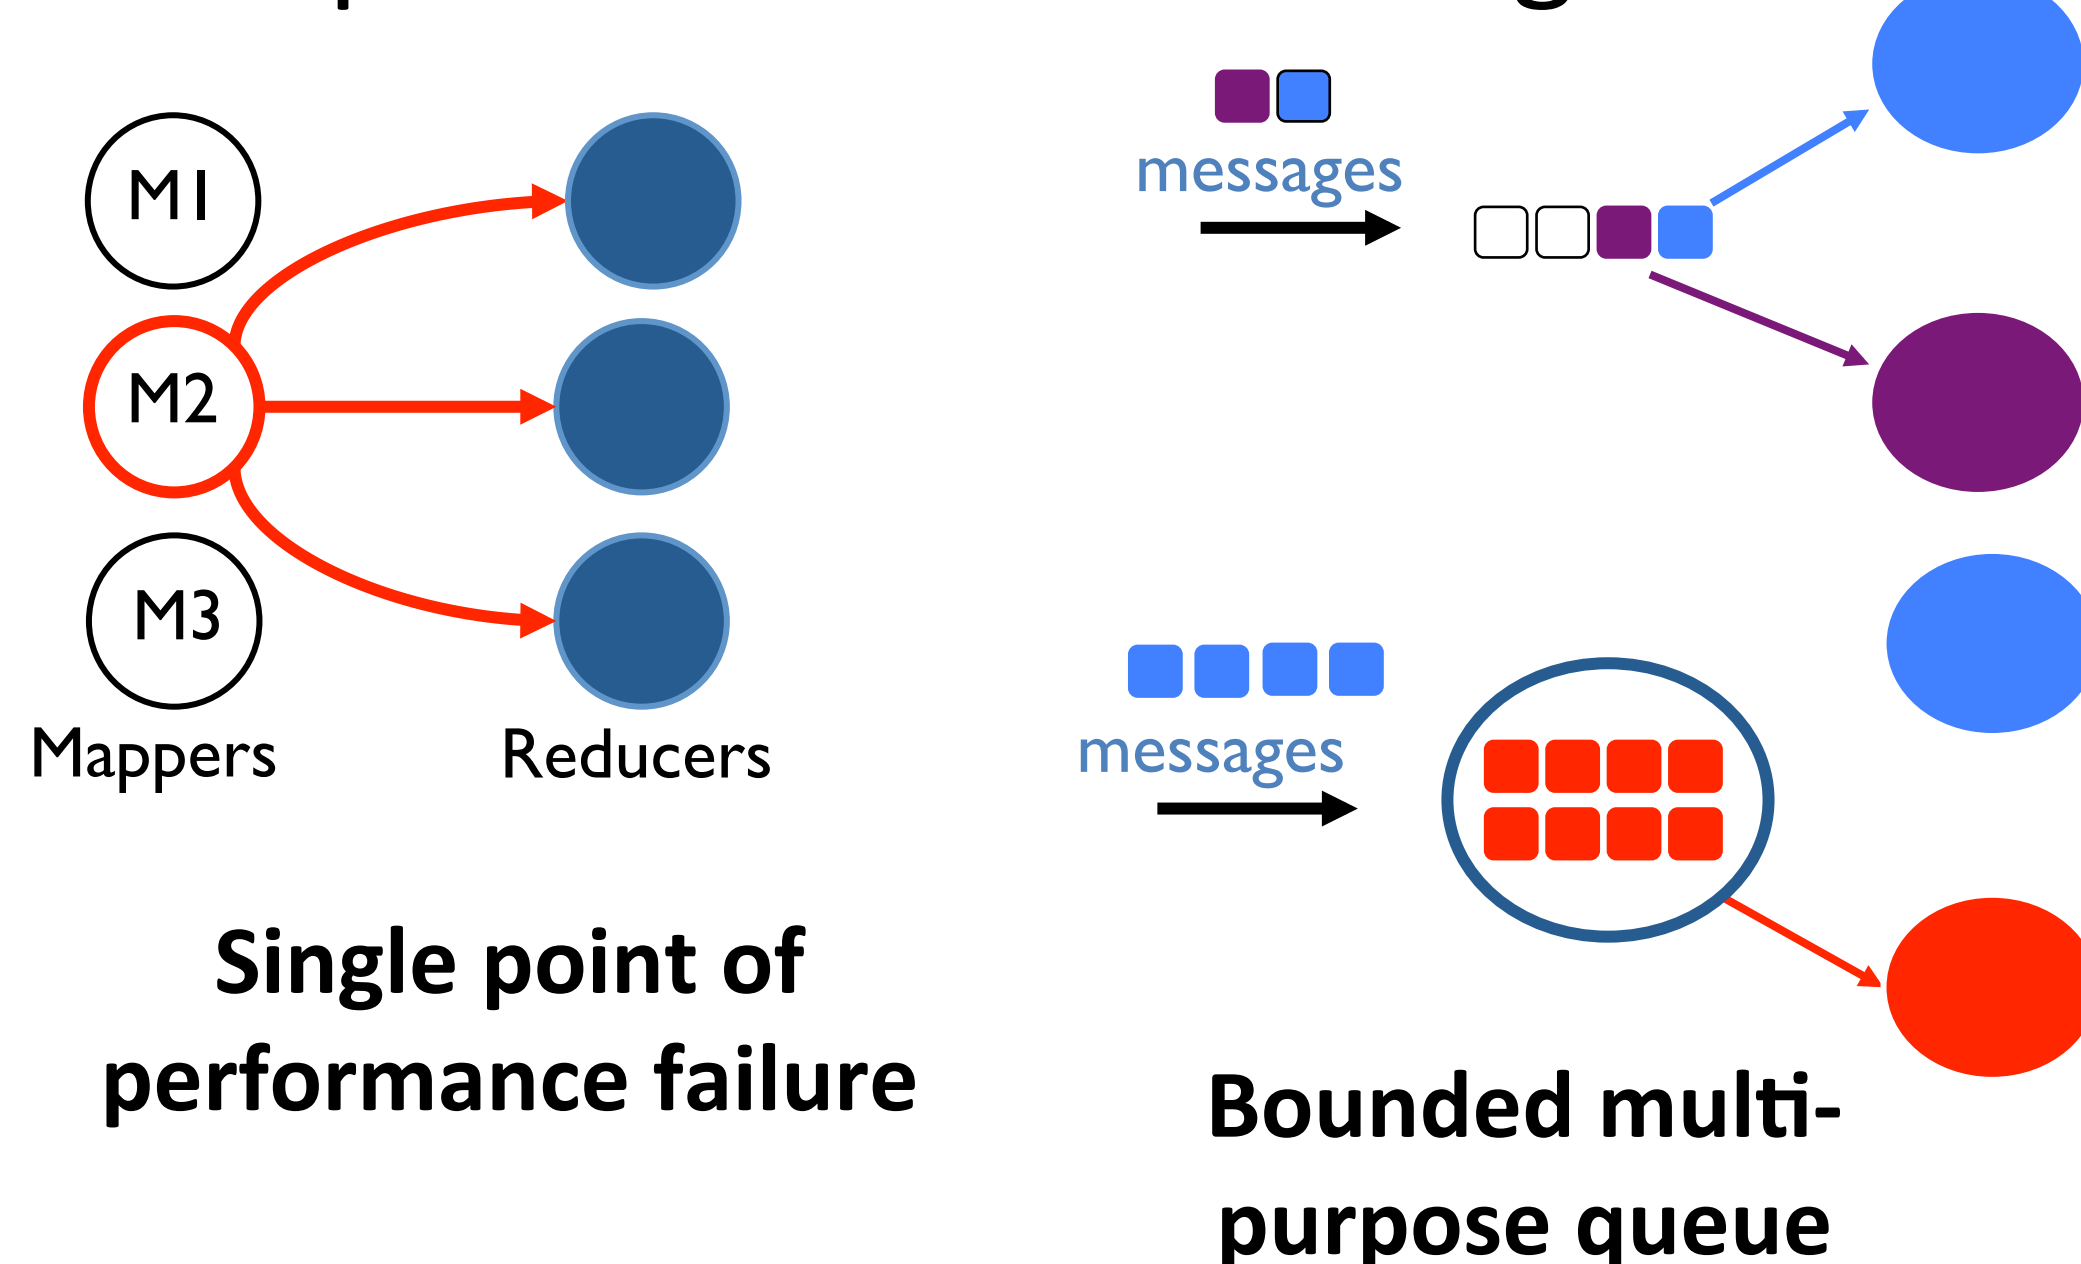 M1
M2
M3
Mappers
Reducers
Single point of
performance failure
messages
messages
Bounded multi-
purpose queue